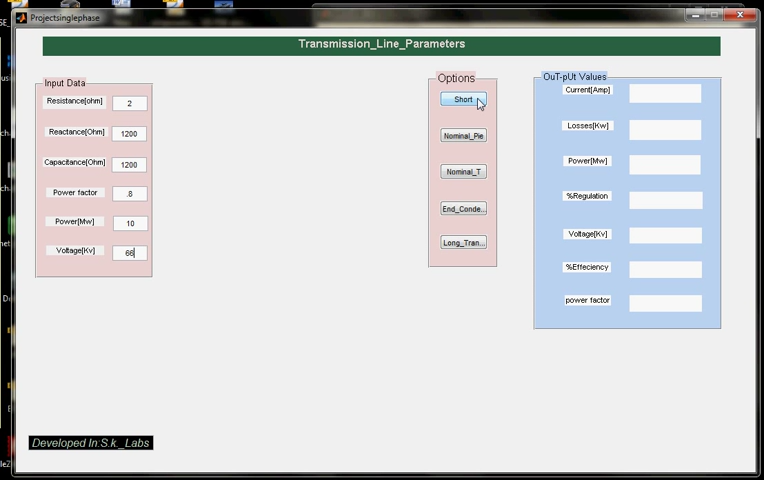 Projectsinglephase
Transmission_Line_Parameters
Input Data
Resistance[ohm] 2
Reactance[Ohm] 1200
Capacitance[Ohm] 1200
Power factor .8
Power[Mw] 10
Voltage[Kv] 66
Options
Short
Nominal_Pie
Nominal_T
End_Conde...
Long_Tran...
OuT-pUt Values
Current[Amp]
Losses[Kw]
Power[Mw]
%Regulation
Voltage[Kv]
%Effeciency
power factor
Developed In:S.k._Labs